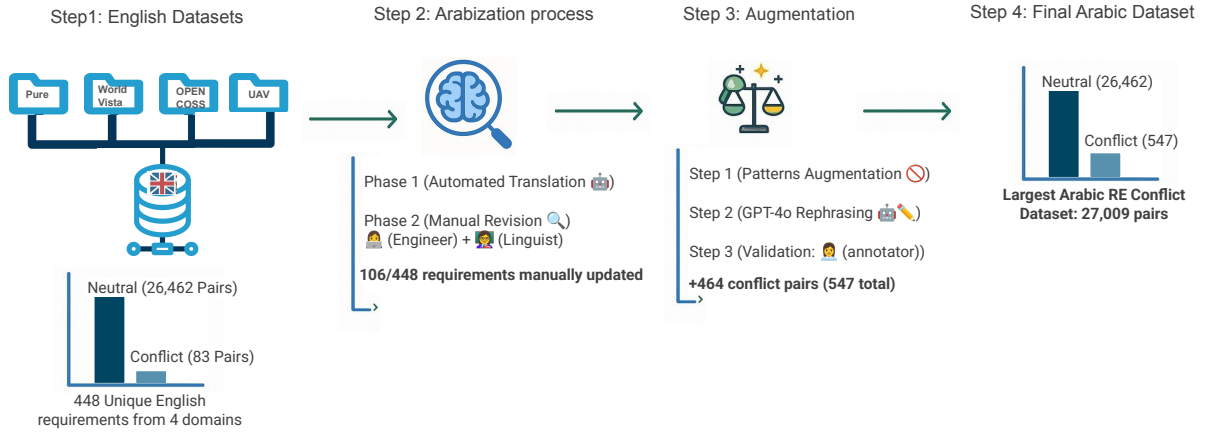 Step1: English Datasets
Step 2: Arabization process
Step 3: Augmentation
Step 4: Final Arabic Dataset
Pure
World
Vista
OPEN
COSS
UAV
Neutral (26,462 Pairs)
Conflict (83 Pairs)
448 Unique English
requirements from 4 domains
Phase 1 (Automated Translation 🤖)
Phase 2 (Manual Revision 🔍)
👩‍💻 (Engineer) + 👩‍🏫 (Linguist)
106/448 requirements manually updated
Step 1 (Patterns Augmentation 🚫)
Step 2 (GPT-4o Rephrasing 🤖✏️)
Step 3 (Validation: 👩‍💼 (annotator))
+464 conflict pairs (547 total)
Neutral (26,462)
Conflict (547)
Largest Arabic RE Conflict
Dataset: 27,009 pairs